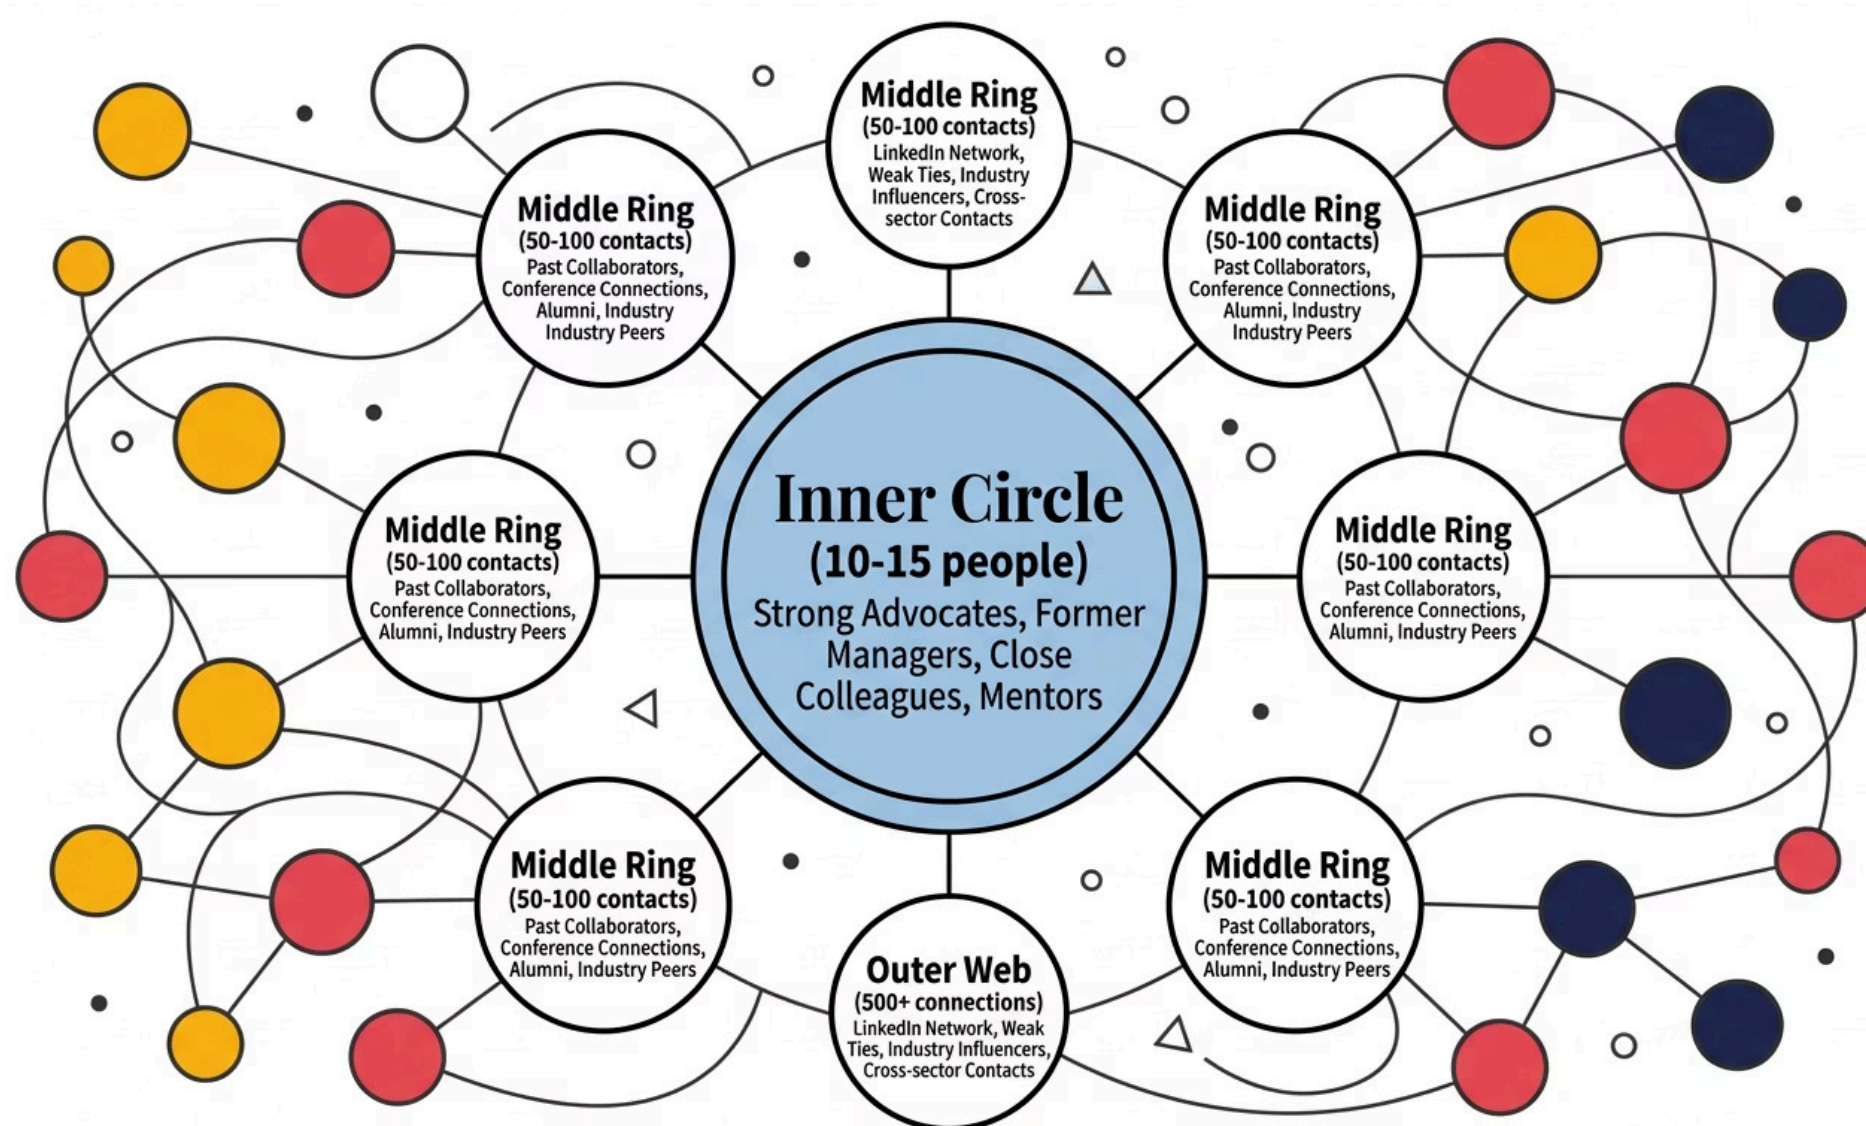 Middle Ring
(50-100 contacts)
LinkedIn Network,
Weak Ties, Industry
Influencers, Cross-
sector Contacts
Middle Ring
(50-100 contacts)
Past Collaborators,
Conference Connections,
Alumni, Industry
Industry Peers
Middle Ring
(50-100 contacts)
Past Collaborators,
Conference Connections,
Alumni, Industry
Industry Peers
Middle Ring
(50-100 contacts)
Past Collaborators,
Conference Connections,
Alumni, Industry Peers
Inner Circle
(10-15 people)
Strong Advocates, Former
Managers, Close
Colleagues, Mentors
Middle Ring
(50-100 contacts)
Past Collaborators,
Conference Connections,
Alumni, Industry Peers
Middle Ring
(50-100 contacts)
Past Collaborators,
Conference Connections,
Alumni, Industry Peers
Outer Web
(500+ connections)
LinkedIn Network, Weak
Ties, Industry Influencers,
Cross-sector Contacts
Middle Ring
(50-100 contacts)
Past Collaborators,
Conference Connections,
Alumni, Industry Peers